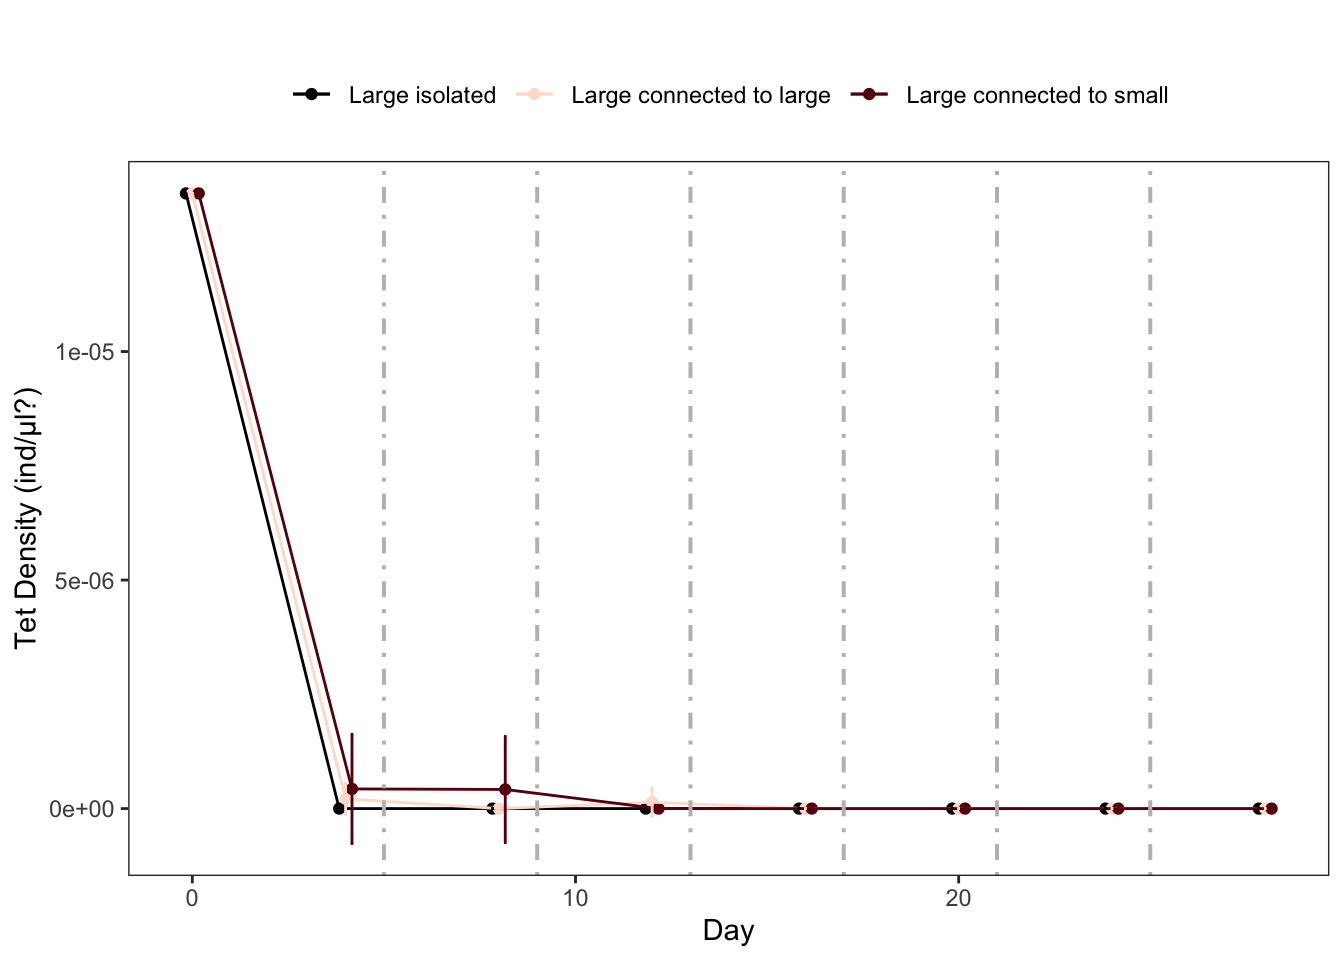 Large isolated Large connected to large Large connected to small
1e-05
5e-06
0e+00
Tet Density (ind/µl?)
0 10 20
Day